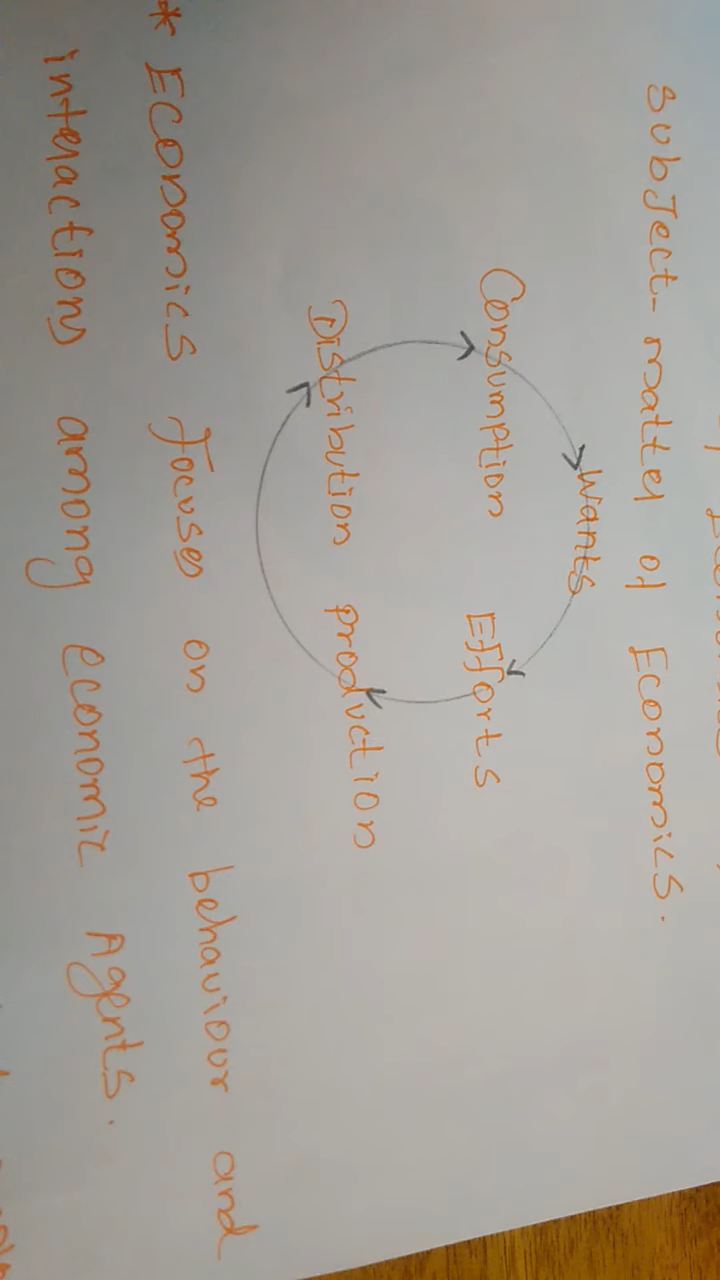 Subject-matter of Economics.
Wants
Consumption Efforts
Distribution production
* Economics focuses on the behaviour and
interactions among economic Agents.